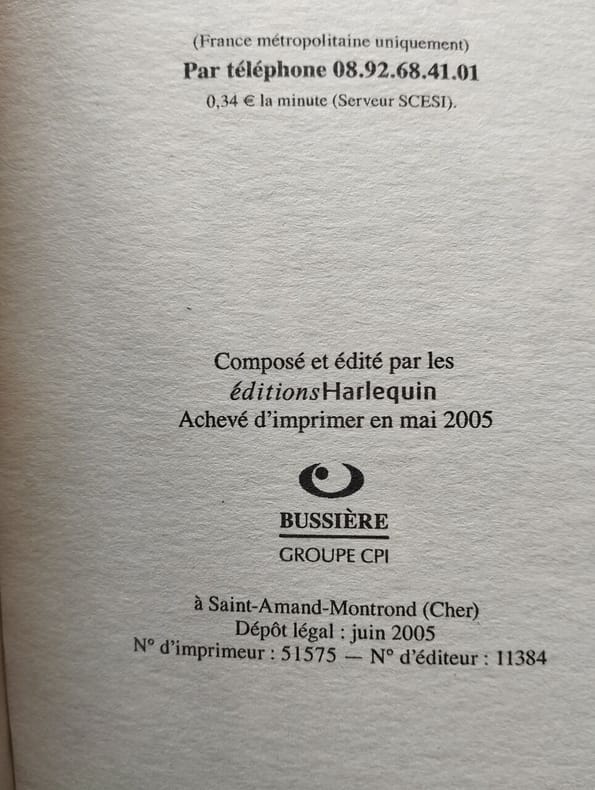 (France métropolitaine uniquement)
Par téléphone 08.92.68.41.01
0,34 € la minute (Serveur SCESI).
Composé et édité par les
éditionsHarlequin
Achevé d'imprimer en mai 2005
BUSSIÈRE
GROUPE CPI
à Saint-Amand-Montrond (Cher)
Dépôt légal : juin 2005
N° d'imprimeur : 51575 — N° d'éditeur : 11384